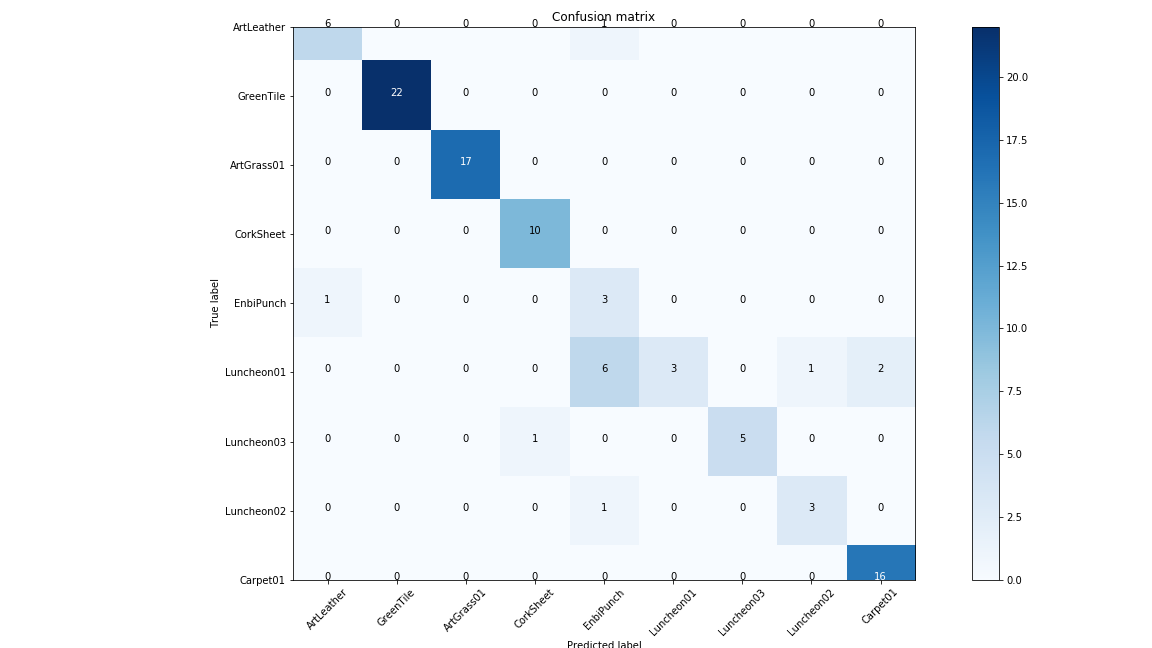 Confusion matrix
ArtLeather 6 0 0 0 1 0 0 0 0
GreenTile 0 22 0 0 0 0 0 0 0
ArtGrass01 0 0 17 0 0 0 0 0 0
CorkSheet 0 0 0 10 0 0 0 0 0
EnbiPunch 1 0 0 0 3 0 0 0 0
Luncheon01 0 0 0 0 6 3 0 1 2
Luncheon03 0 0 0 1 0 0 5 0 0
Luncheon02 0 0 0 0 1 0 0 3 0
Carpet01 0 0 0 0 0 0 0 0 16
True label
ArtLeather GreenTile ArtGrass01 CorkSheet EnbiPunch Luncheon01 Luncheon03 Luncheon02 Carpet01
Predicted label
20.0
17.5
15.0
12.5
10.0
7.5
5.0
2.5
0.0